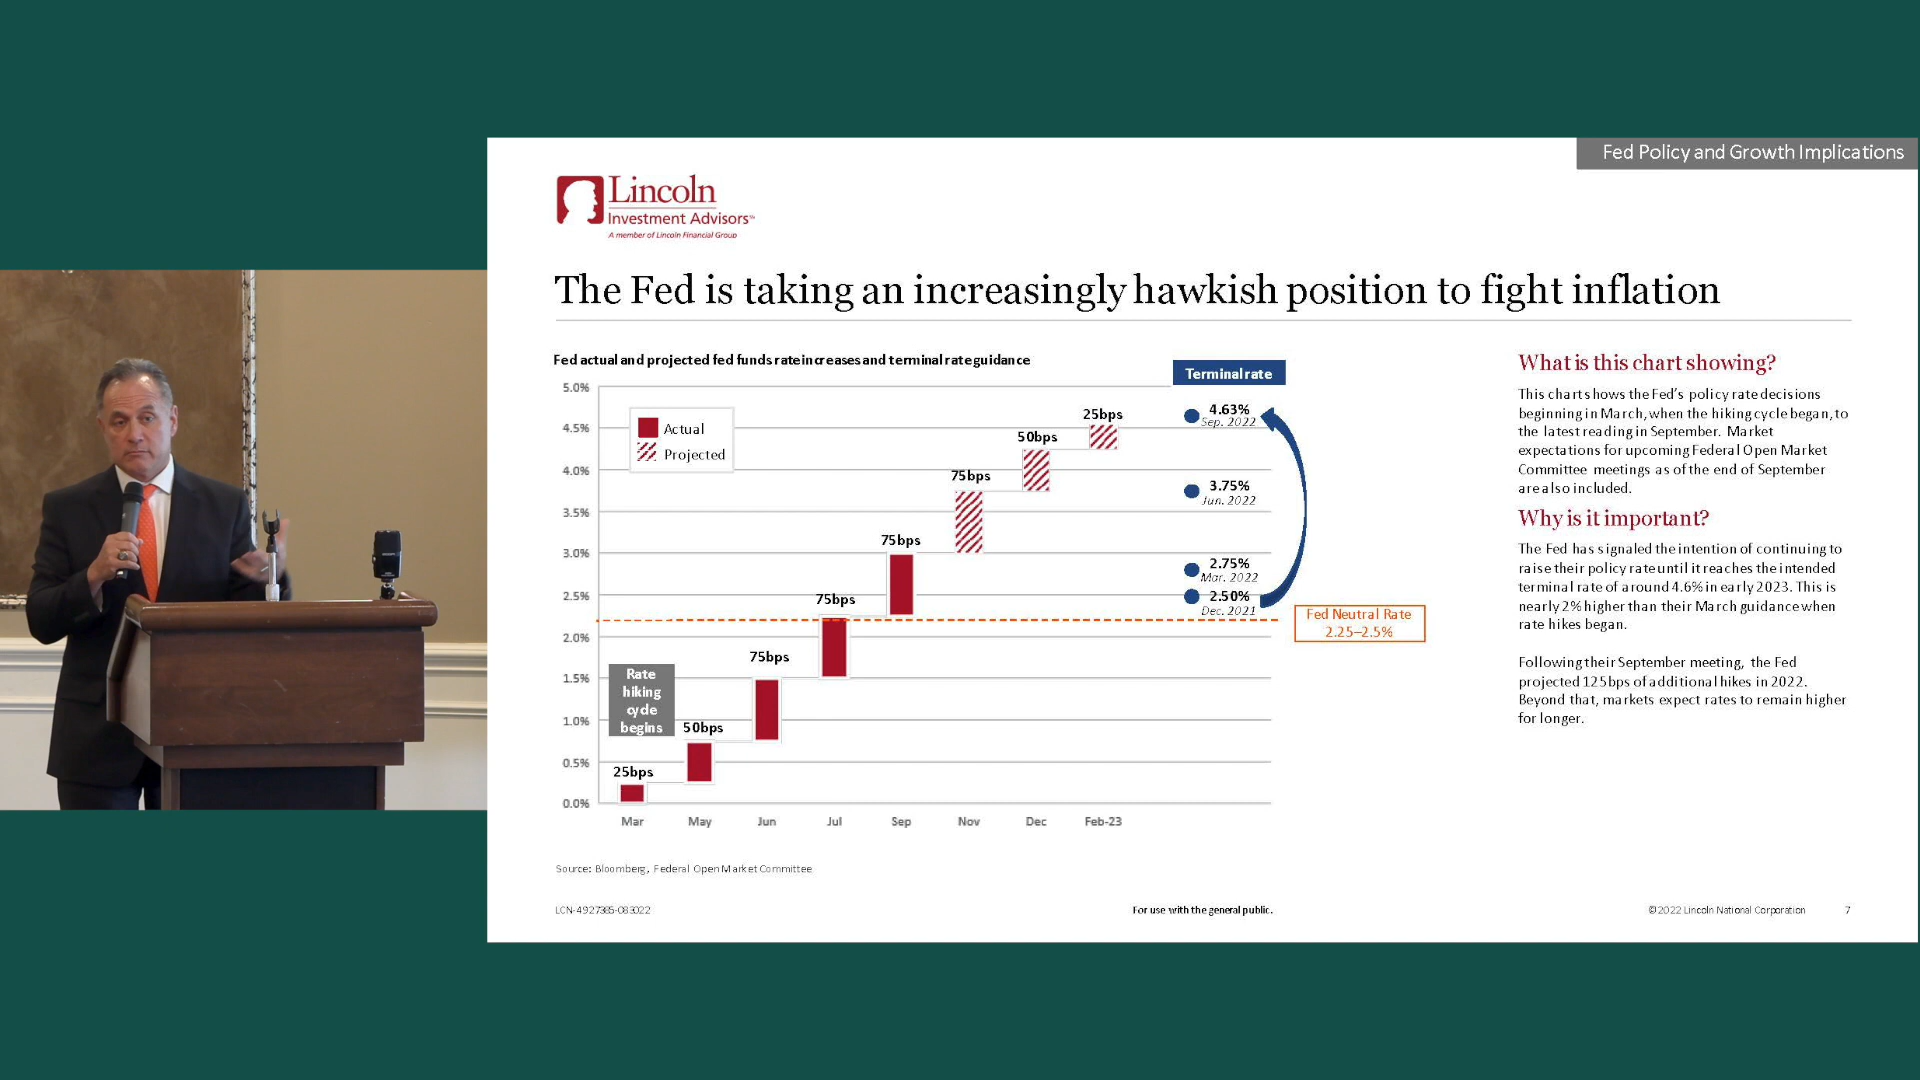 Fed Policy and Growth Implications
Lincoln
Investment Advisors℠
A member of Lincoln Financial Group
The Fed is taking an increasingly hawkish position to fight inflation
Fed actual and projected fed funds rate increases and terminal rate guidance
Terminal rate
5.0%
4.5%
4.0%
3.5%
3.0%
2.5%
2.0%
1.5%
1.0%
0.5%
0.0%
Actual
Projected
Rate
hiking
cycle
begins
25bps
50bps
75bps
75bps
75bps
75bps
50bps
25bps
4.63%
Sep. 2022
3.75%
Jun. 2022
2.75%
Mar. 2022
2.50%
Dec. 2021
Fed Neutral Rate
2.25–2.5%
Mar May Jun Jul Sep Nov Dec Feb-23
What is this chart showing?
This chart shows the Fed's policy rate decisions
beginning in March, when the hiking cycle began, to
the latest reading in September. Market
expectations for upcoming Federal Open Market
Committee meetings as of the end of September
are also included.
Why is it important?
The Fed has signaled the intention of continuing to
raise their policy rate until it reaches the intended
terminal rate of around 4.6% in early 2023. This is
nearly 2% higher than their March guidance when
rate hikes began.
Following their September meeting, the Fed
projected 125bps of additional hikes in 2022.
Beyond that, markets expect rates to remain higher
for longer.
Source: Bloomberg, Federal Open Market Committee
LCN-4927385-083022
For use with the general public.
©2022 Lincoln National Corporation
7